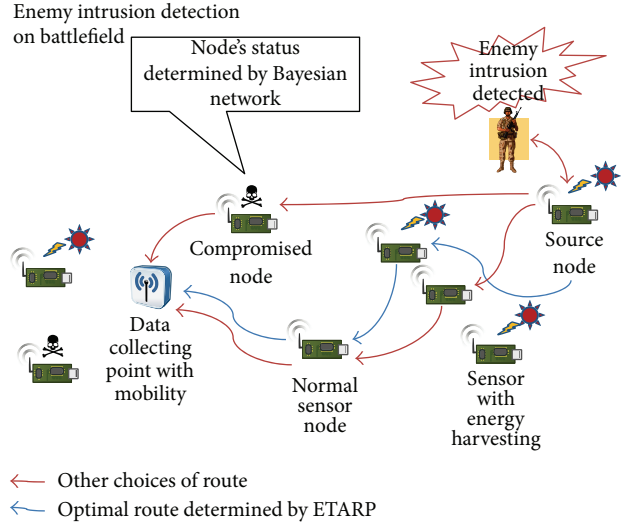 Enemy intrusion detection
on battlefield
Node's status
determined by Bayesian
network
Enemy
intrusion
detected
Compromised
node
Source
node
Data
collecting
point with
mobility
Normal
sensor
node
Sensor
with
energy
harvesting
Other choices of route
Optimal route determined by ETARP